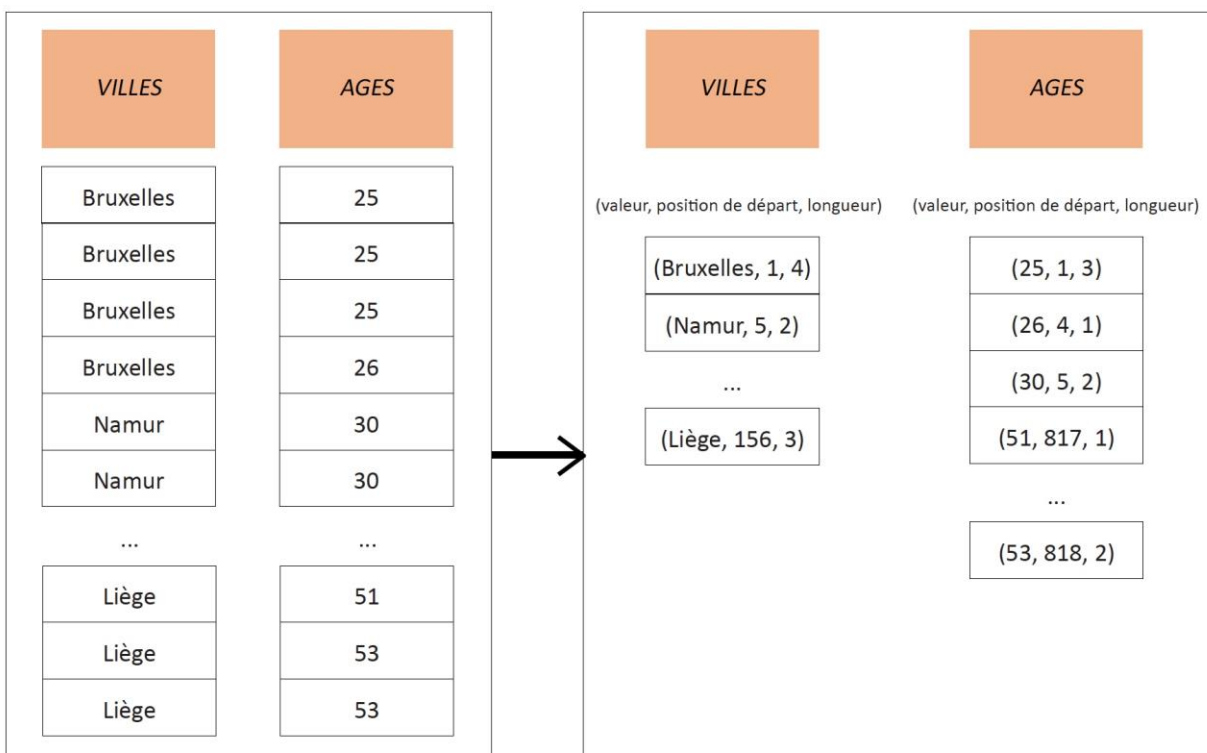 VILLES
AGES
Bruxelles
25
Bruxelles
25
Bruxelles
25
Bruxelles
26
Namur
30
Namur
30
...
...
Liège
51
Liège
53
Liège
53
VILLES
AGES
(valeur, position de départ, longueur)
(valeur, position de départ, longueur)
(Bruxelles, 1, 4)
(25, 1, 3)
(Namur, 5, 2)
(26, 4, 1)
...
(30, 5, 2)
(Liège, 156, 3)
(51, 817, 1)
...
(53, 818, 2)